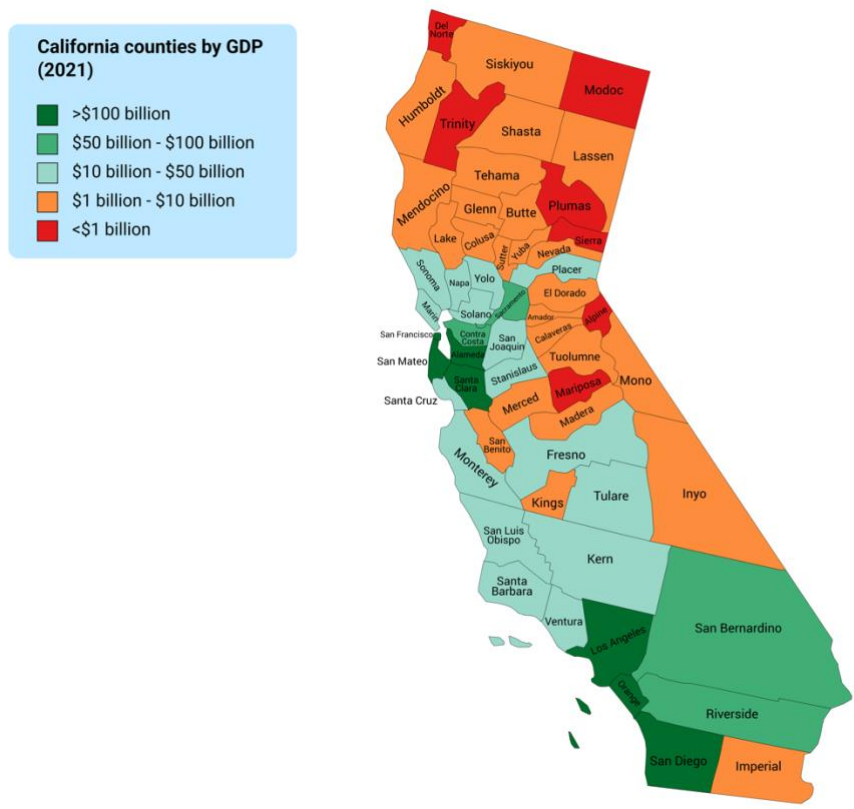 California counties by GDP
(2021)
>$100 billion
$50 billion - $100 billion
$10 billion - $50 billion
$1 billion - $10 billion
<$1 billion
Del
Norte
Siskiyou
Modoc
Humboldt
Trinity
Shasta
Lassen
Tehama
Plumas
Mendocino
Glenn
Butte
Lake
Colusa
Sutter
Yuba
Nevada
Sierra
Placer
Sonoma
Napa
Yolo
Sacramento
El Dorado
Marin
Solano
Amador
Alpine
San Francisco
Contra
Costa
San
Joaquin
Calaveras
Alameda
Tuolumne
San Mateo
Santa
Clara
Stanislaus
Mariposa
Mono
Santa Cruz
Merced
Madera
San
Benito
Monterey
Fresno
Kings
Tulare
Inyo
San Luis
Obispo
Kern
Santa
Barbara
Ventura
Los Angeles
San Bernardino
Orange
Riverside
San Diego
Imperial